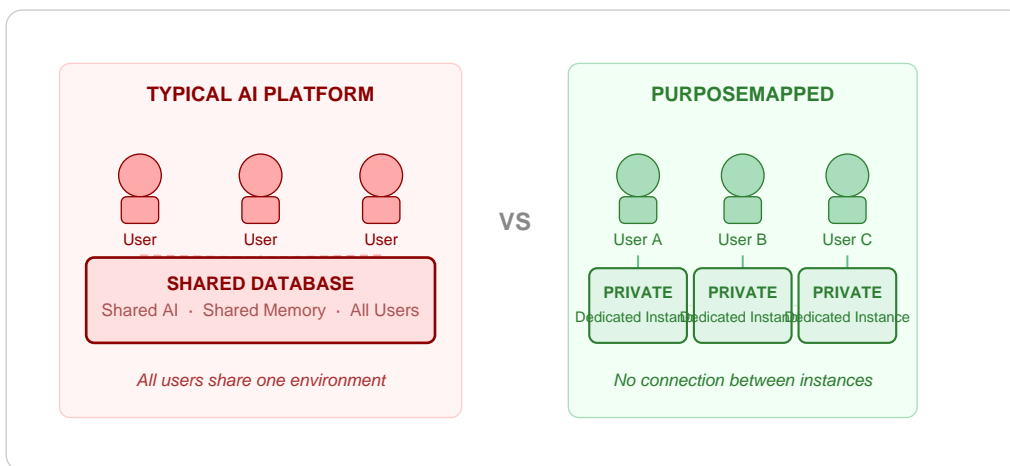 TYPICAL AI PLATFORM
User User User
SHARED DATABASE
Shared AI · Shared Memory · All Users
All users share one environment
VS
PURPOSEMAPPED
User A User B User C
PRIVATE PRIVATE PRIVATE
Dedicated Instance Dedicated Instance Dedicated Instance
No connection between instances